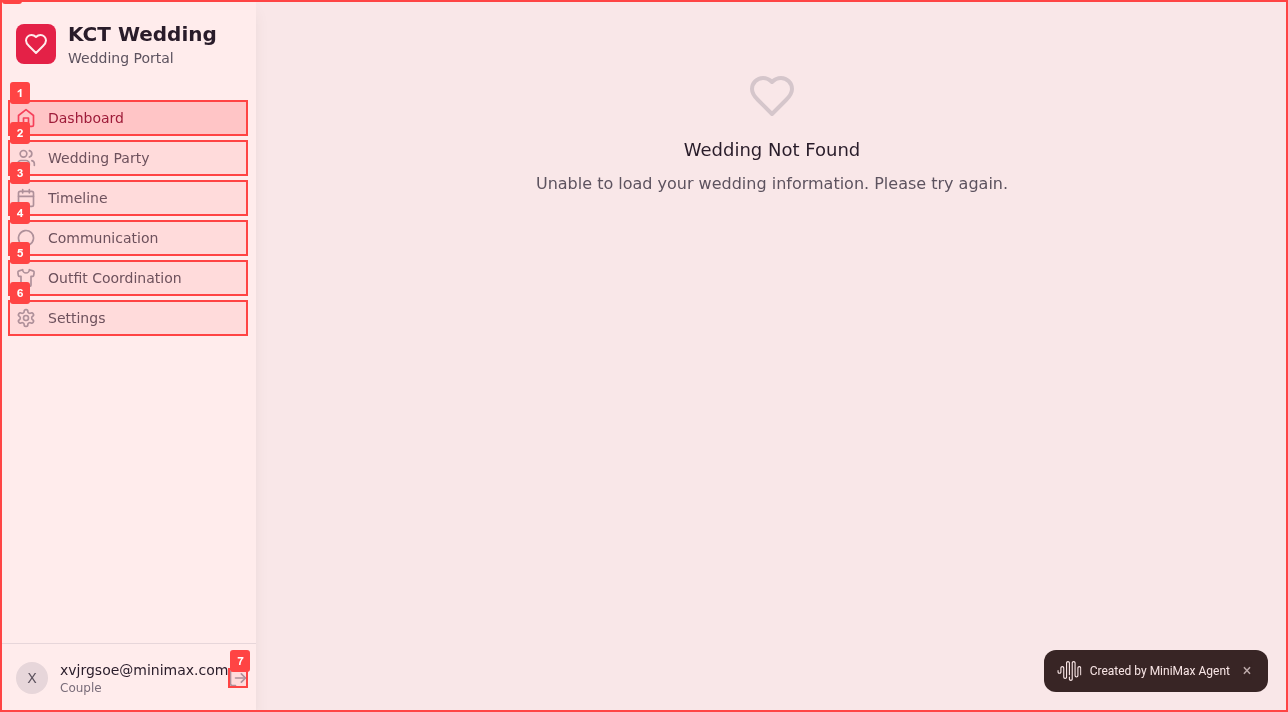 KCT Wedding
Wedding Portal
1
Dashboard
2
Wedding Party
3
Timeline
4
Communication
5
Outfit Coordination
6
Settings
Wedding Not Found
Unable to load your wedding information. Please try again.
7
X
xvjrgsoe@minimax.com
Couple
Created by MiniMax Agent ×